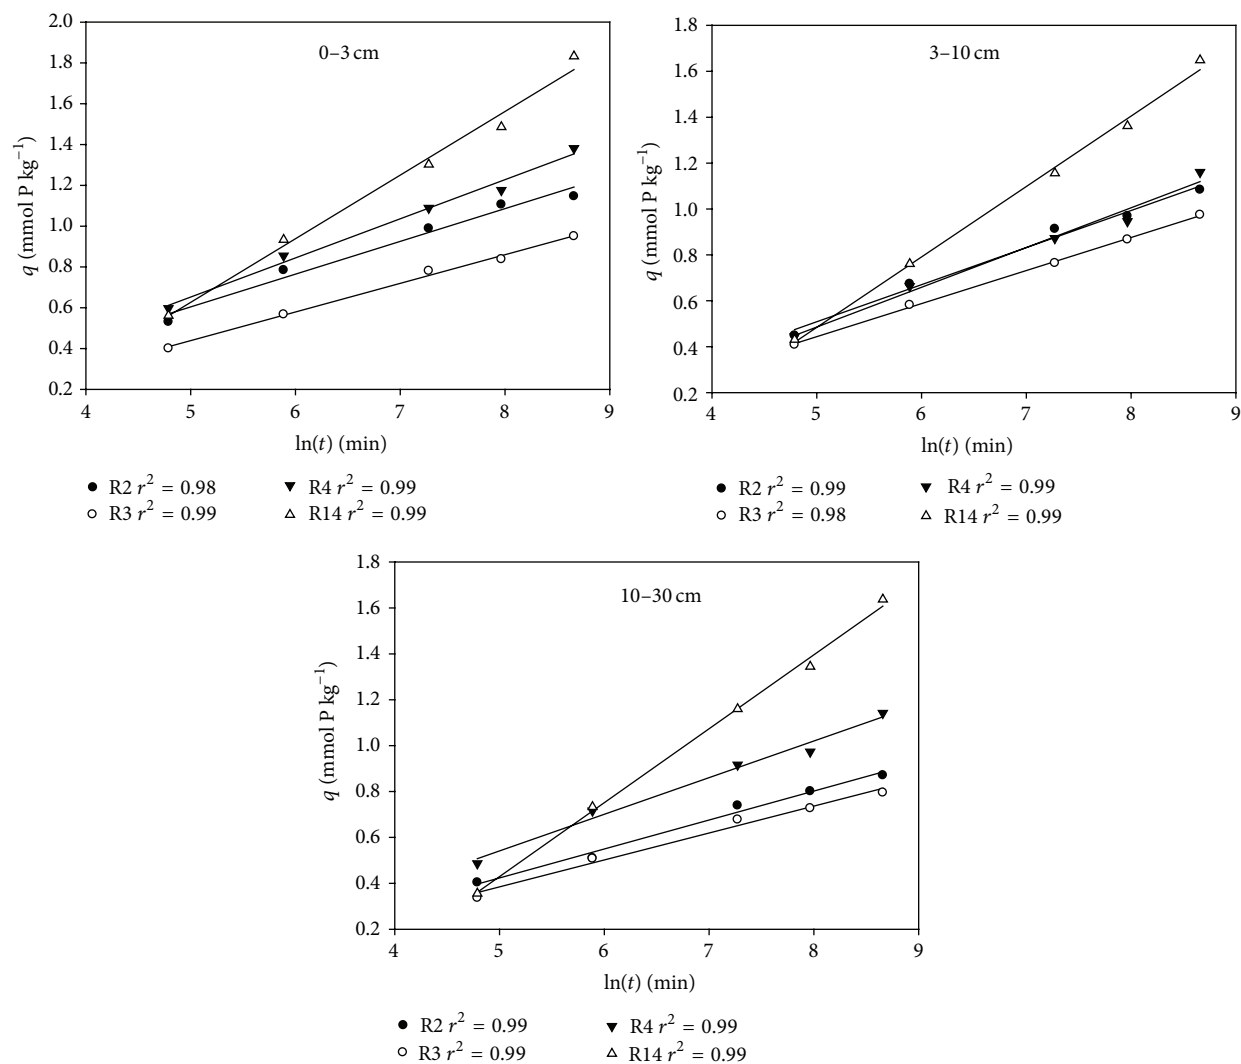 0–3 cm
q (mmol P kg⁻¹)
2.0
1.8
1.6
1.4
1.2
1.0
0.8
0.6
0.4
0.2
4 5 6 7 8 9
ln(t) (min)
R2 r² = 0.98
R4 r² = 0.99
R3 r² = 0.99
R14 r² = 0.99
3–10 cm
q (mmol P kg⁻¹)
1.8
1.6
1.4
1.2
1.0
0.8
0.6
0.4
0.2
4 5 6 7 8 9
ln(t) (min)
R2 r² = 0.99
R4 r² = 0.99
R3 r² = 0.98
R14 r² = 0.99
10–30 cm
q (mmol P kg⁻¹)
1.8
1.6
1.4
1.2
1.0
0.8
0.6
0.4
0.2
4 5 6 7 8 9
ln(t) (min)
R2 r² = 0.99
R4 r² = 0.99
R3 r² = 0.99
R14 r² = 0.99